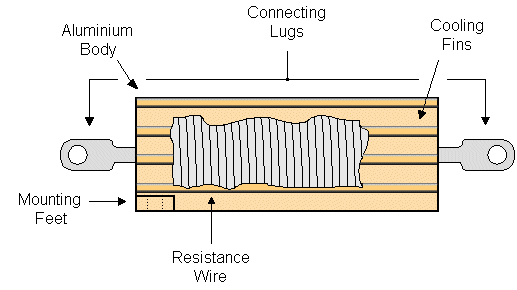 Connecting
Lugs
Aluminium
Body
Cooling
Fins
Mounting
Feet
Resistance
Wire